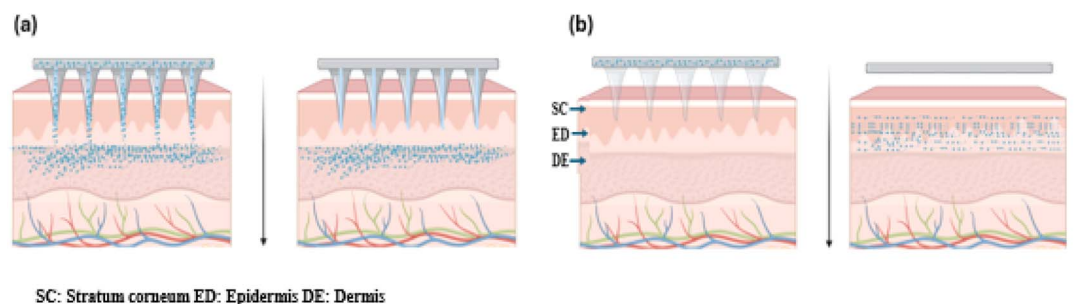 (a)
(b)
SC
ED
DE
SC: Stratum corneum ED: Epidermis DE: Dermis